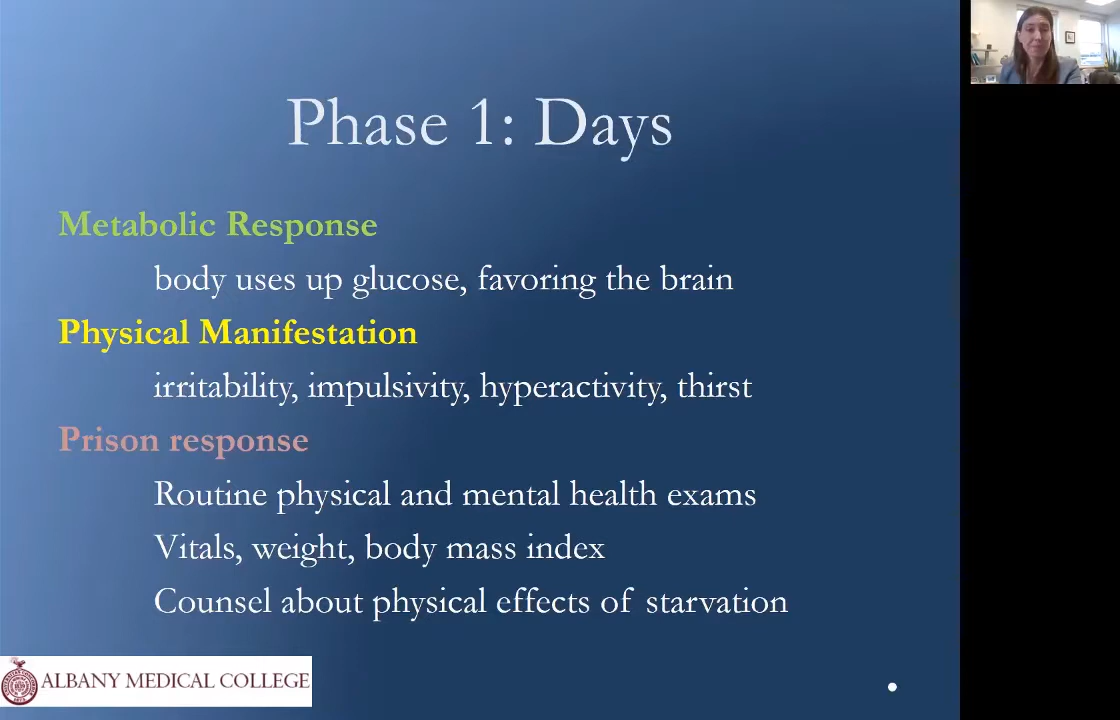 Phase 1: Days
Metabolic Response
body uses up glucose, favoring the brain
Physical Manifestation
irritability, impulsivity, hyperactivity, thirst
Prison response
Routine physical and mental health exams
Vitals, weight, body mass index
Counsel about physical effects of starvation
ALBANY MEDICAL COLLEGE